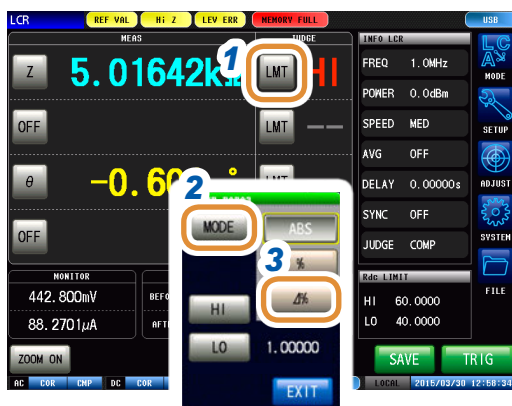 LCR REF VAL Hi Z LEV ERR MEMORY FULL USB
MEAS JUDGE
Z 5.01642k LMT HI
OFF LMT --
θ -0.60 ° LMT
OFF
MONITOR
442.800mV
88.2701μA
ZOOM ON
AC COR CMP DC COR
1
2
3
MODE ABS
%
Δ%
HI
LO 1.00000
EXIT
INFO LCR
FREQ 1.0MHz
POWER 0.0dBm
SPEED MED
AVG OFF
DELAY 0.00000s
SYNC OFF
JUDGE COMP
Rdc LIMIT
HI 60.0000
LO 40.0000
SAVE TRIG
LOCAL 2015/03/30 12:58:34
LCΩA MODE
SETUP
ADJUST
SYSTEM
FILE